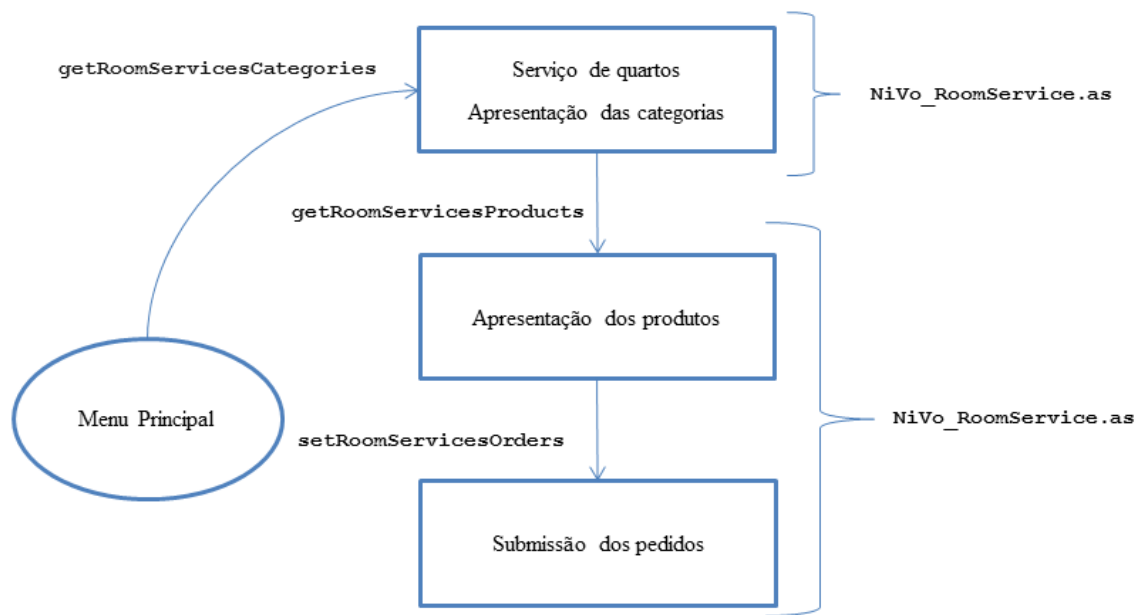 getRoomServicesCategories
Serviço de quartos
Apresentação das categorias
NiVo_RoomService.as
getRoomServicesProducts
Apresentação dos produtos
Menu Principal
NiVo_RoomService.as
setRoomServicesOrders
Submissão dos pedidos